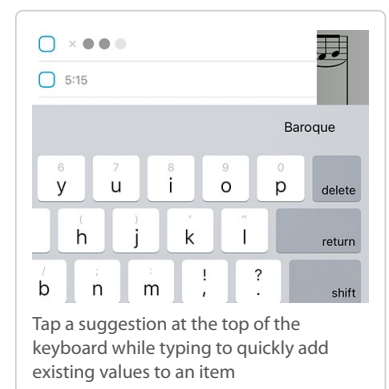 ×
5:15
Baroque
6 7 8 9 0
y u i o p delete
( ) ' "
h j k l return
/ ; : ! ?
b n m , . shift
Tap a suggestion at the top of the
keyboard while typing to quickly add
existing values to an item